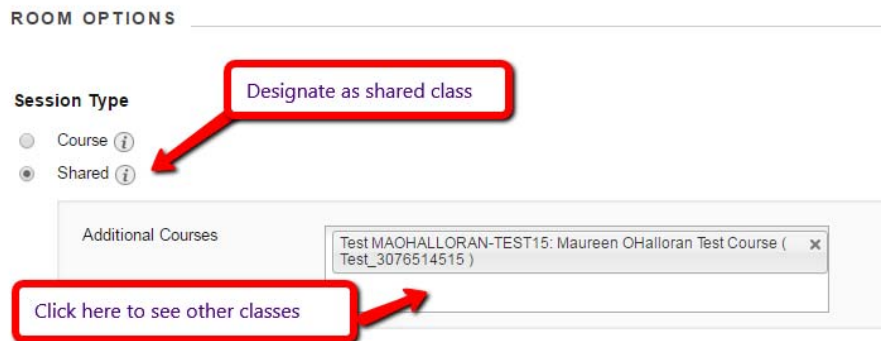 ROOM OPTIONS
Designate as shared class
Session Type
Course i
Shared i
Additional Courses
Test MAOHALLORAN-TEST15: Maureen OHalloran Test Course (
Test_3076514515 )
Click here to see other classes